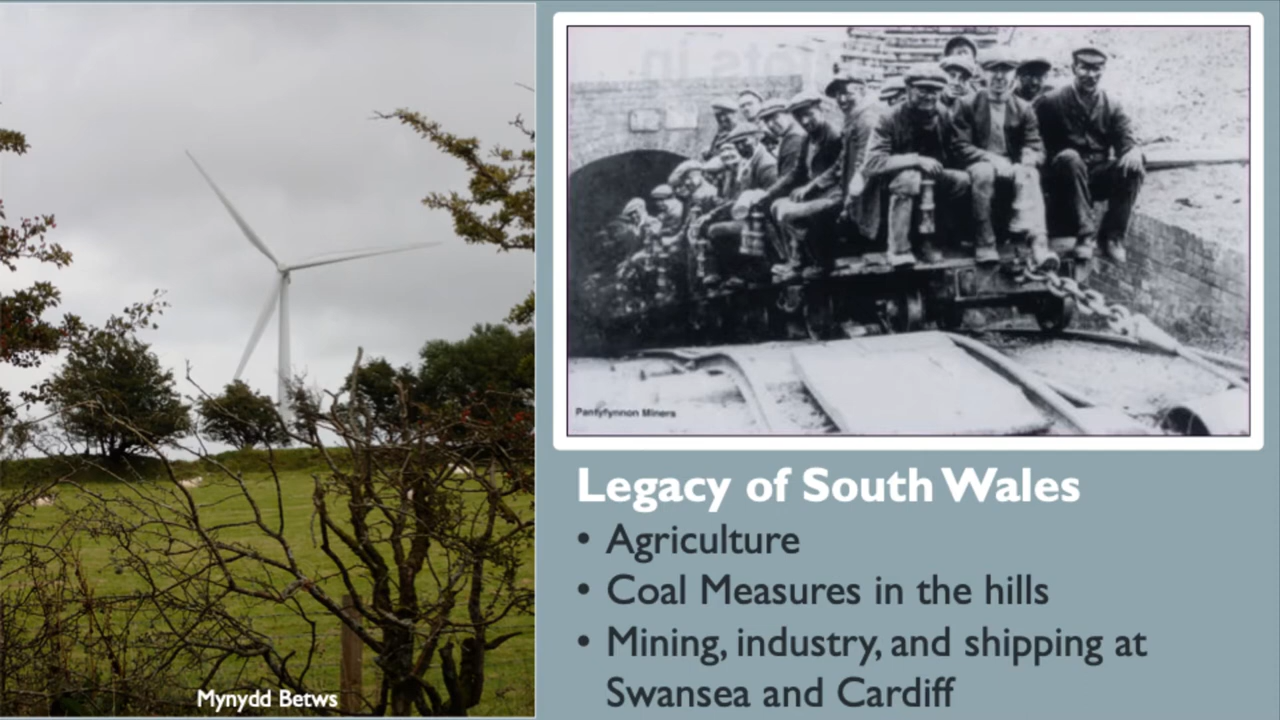 Pantyfynnon Miners
Legacy of South Wales
• Agriculture
• Coal Measures in the hills
• Mining, industry, and shipping at
Swansea and Cardiff
Mynydd Betws